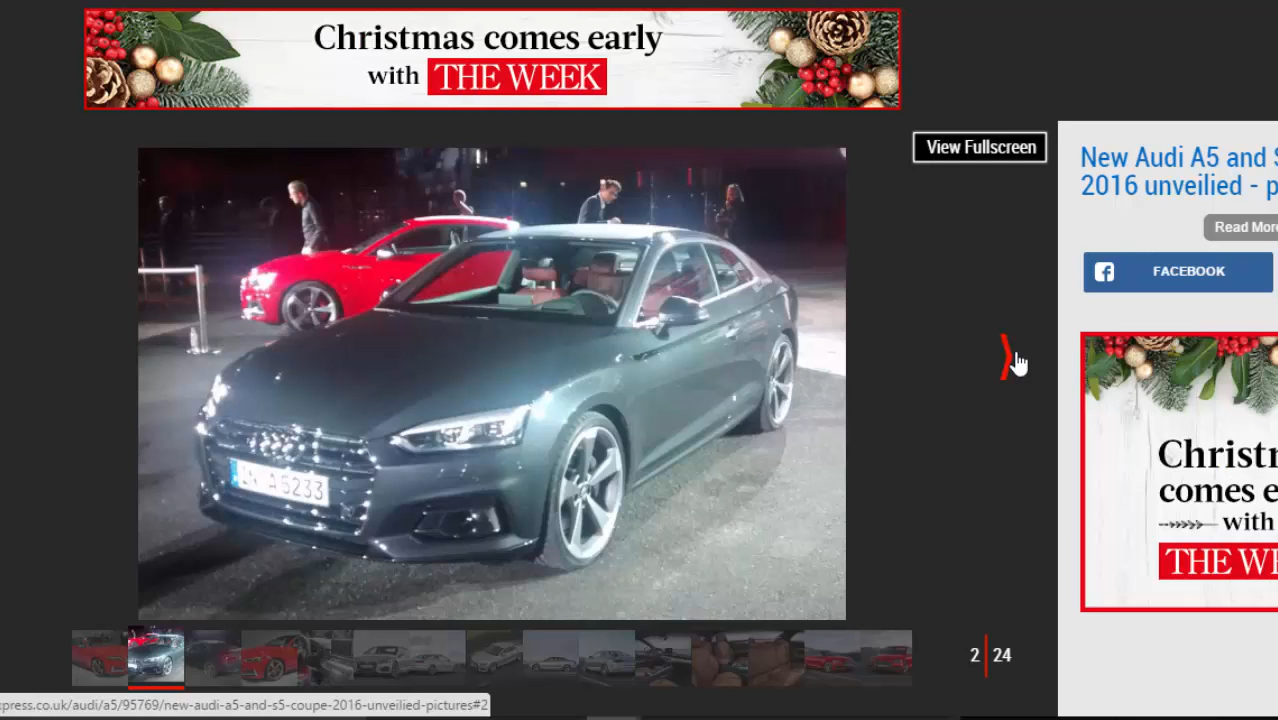 Christmas comes early
with THE WEEK
View Fullscreen
New Audi A5 and S
2016 unveilied - p
Read More
FACEBOOK
IN A 5233
Christm
comes e
with
THE WE
2 24
press.co.uk/audi/a5/95769/new-audi-a5-and-s5-coupe-2016-unveilied-pictures#2